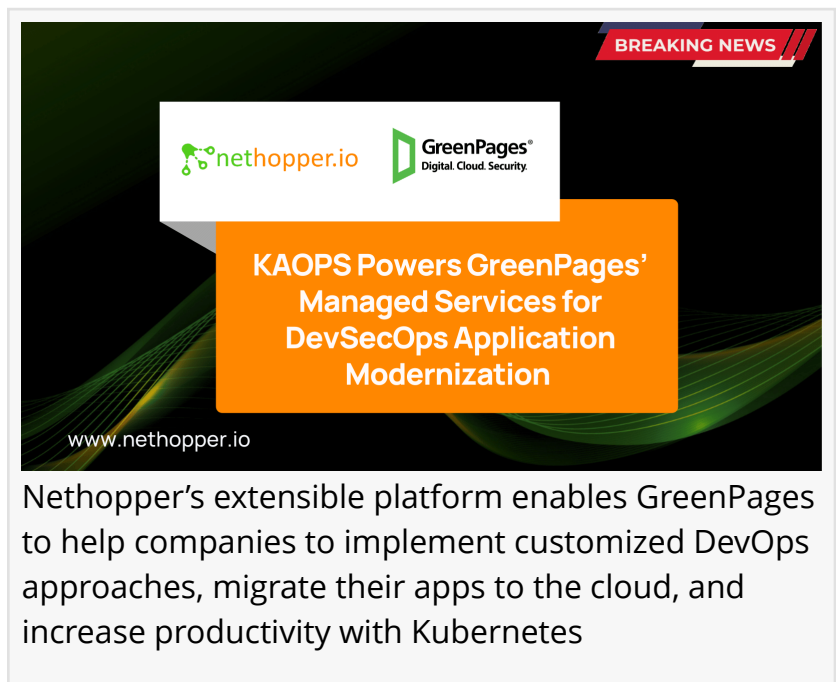 BREAKING NEWS
nethopper.io
GreenPages®
Digital. Cloud. Security.
KAOPS Powers GreenPages’
Managed Services for
DevSecOps Application
Modernization
www.nethopper.io
Nethopper’s extensible platform enables GreenPages
to help companies to implement customized DevOps
approaches, migrate their apps to the cloud, and
increase productivity with Kubernetes